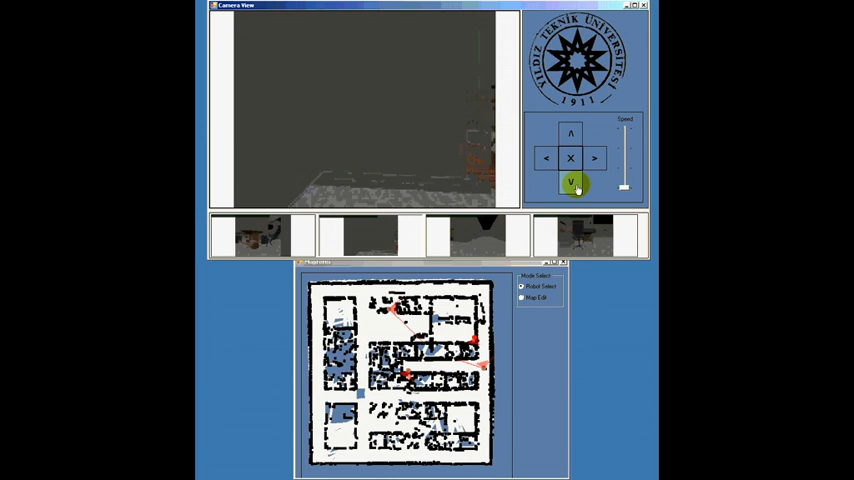 Camera View
YILDIZ TEKNİK ÜNİVERSİTESİ
1911
Speed
Λ
<
X
>
V
Mode Select
Robot Select
Map Edit